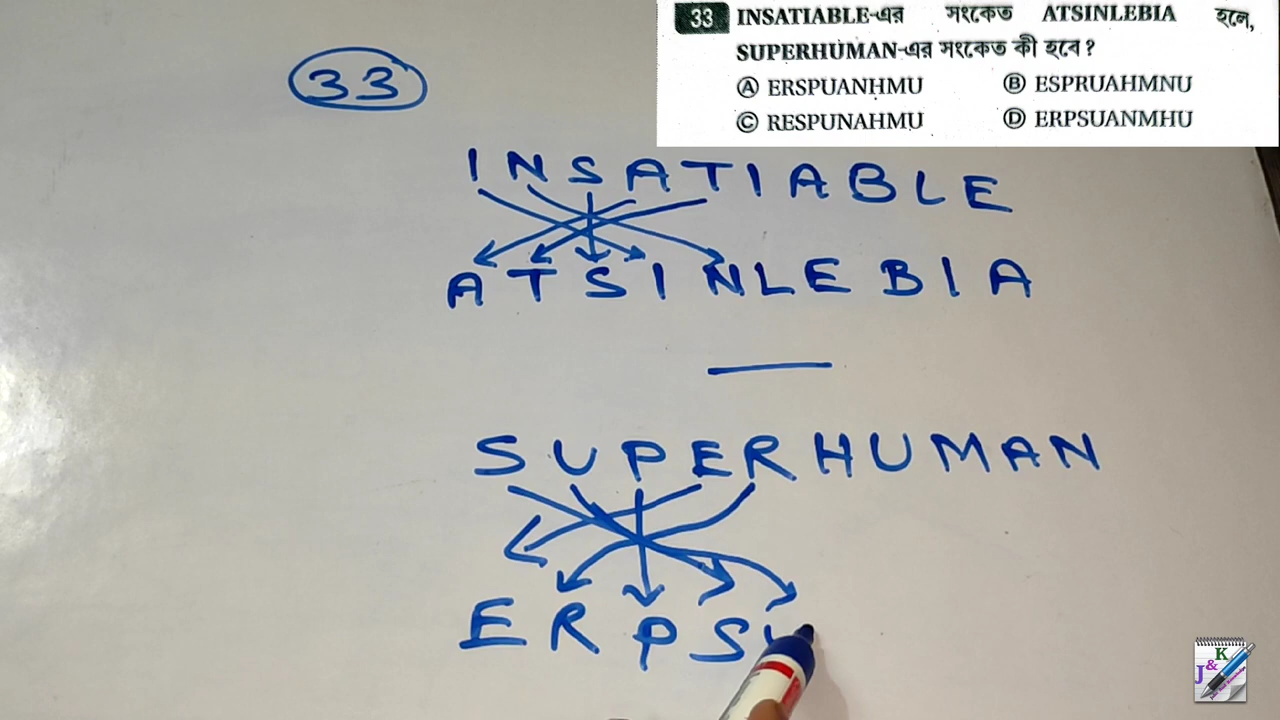 33 INSATIABLE-এর সংকেত ATSINLEBIA হলে,
SUPERHUMAN-এর সংকেত কী হবে ?
Ⓐ ERSPUANHMU Ⓑ ESPRUAHMNU
Ⓒ RESPUNAHMU Ⓓ ERPSUANMHU
33
INSATIABLE
ATSINLEBIA
SUPERHUMAN
ERPS
J&K